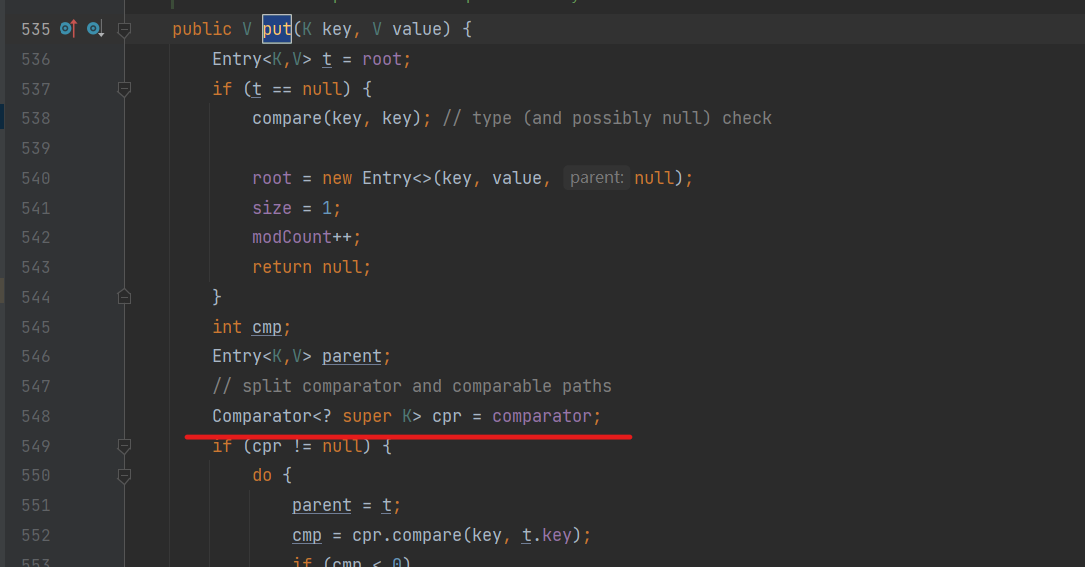 535 public V put(K key, V value) {
536 Entry<K,V> t = root;
537 if (t == null) {
538 compare(key, key); // type (and possibly null) check
539
540 root = new Entry<>(key, value, parent: null);
541 size = 1;
542 modCount++;
543 return null;
544 }
545 int cmp;
546 Entry<K,V> parent;
547 // split comparator and comparable paths
548 Comparator<? super K> cpr = comparator;
549 if (cpr != null) {
550 do {
551 parent = t;
552 cmp = cpr.compare(key, t.key);
553 if (cmp < 0)